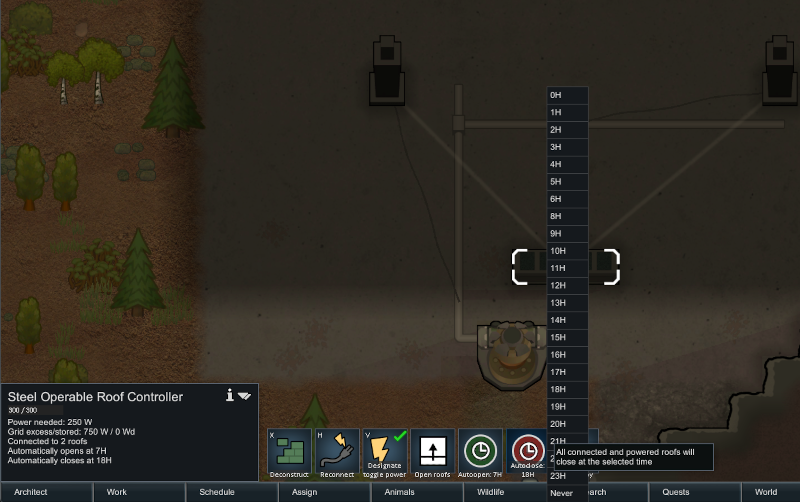 0H
1H
2H
3H
4H
5H
6H
8H
9H
10H
11H
12H
13H
14H
15H
16H
17H
18H
19H
20H
21H
23H
Never
Steel Operable Roof Controller
300 / 300
Power needed: 250 W
Grid excess/stored: 750 W / 0 Wd
Connected to 2 roofs
Automatically opens at 7H
Automatically closes at 18H
X
Deconstruct
H
Reconnect
V
Designate
toggle power
Open roofs
Autoopen: 7H
Autoclose:
18H
All connected and powered roofs will
close at the selected time
Architect
Work
Schedule
Assign
Animals
Wildlife
Quests
World